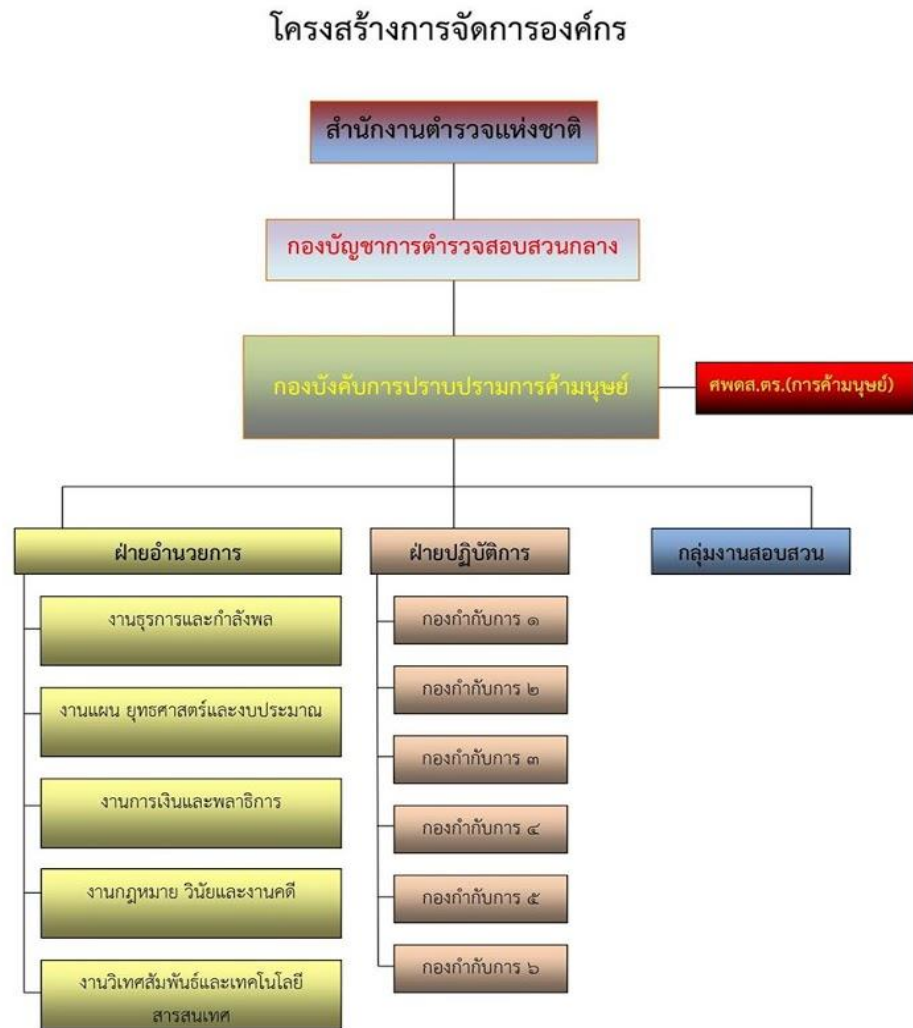 โครงสร้างการจัดการองค์กร
สำนักงานตำรวจแห่งชาติ
กองบัญชาการตำรวจสอบสวนกลาง
กองบังคับการปราบปรามการค้ามนุษย์
ศพดส.ตร.(การค้ามนุษย์)
ฝ่ายอำนวยการ
งานธุรการและกำลังพล
งานแผน ยุทธศาสตร์และงบประมาณ
งานการเงินและพลาธิการ
งานกฎหมาย วินัยและงานคดี
งานวิเทศสัมพันธ์และเทคโนโลยี
สารสนเทศ
ฝ่ายปฏิบัติการ
กองกำกับการ ๑
กองกำกับการ ๒
กองกำกับการ ๓
กองกำกับการ ๔
กองกำกับการ ๕
กองกำกับการ ๖
กลุ่มงานสอบสวน